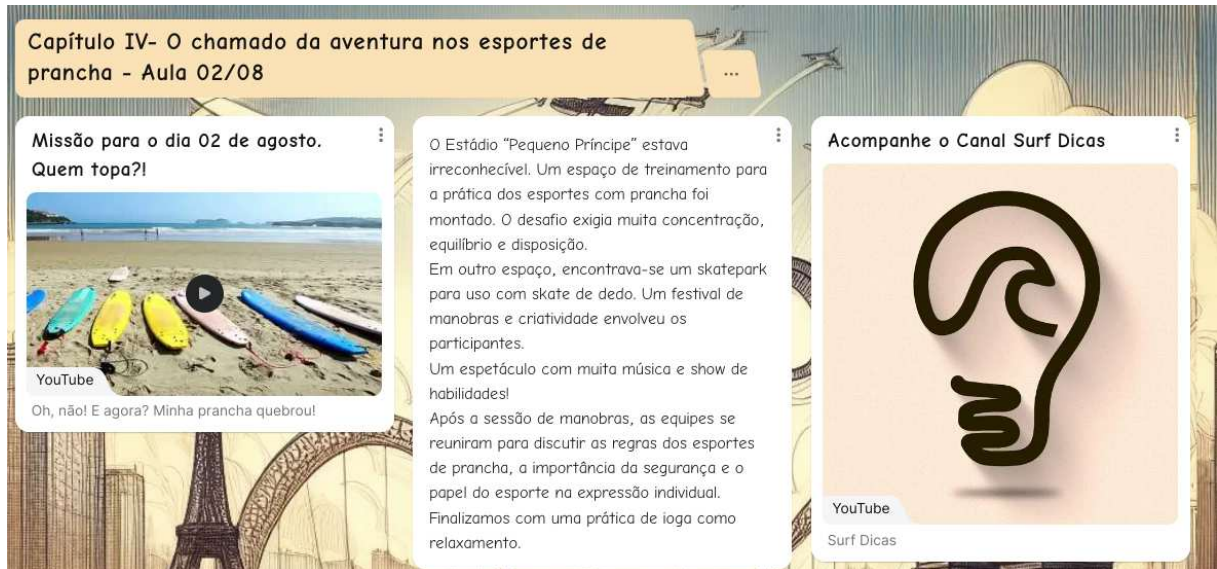 Capítulo IV- O chamado da aventura nos esportes de
prancha - Aula 02/08
...
Missão para o dia 02 de agosto.
Quem topa?!
YouTube
Oh, não! E agora? Minha prancha quebrou!
O Estádio "Pequeno Príncipe" estava
irreconhecível. Um espaço de treinamento para
a prática dos esportes com prancha foi
montado. O desafio exigia muita concentração,
equilíbrio e disposição.
Em outro espaço, encontrava-se um skatepark
para uso com skate de dedo. Um festival de
manobras e criatividade envolveu os
participantes.
Um espetáculo com muita música e show de
habilidades!
Após a sessão de manobras, as equipes se
reuniram para discutir as regras dos esportes
de prancha, a importância da segurança e o
papel do esporte na expressão individual.
Finalizamos com uma prática de ioga como
relaxamento.
Acompanhe o Canal Surf Dicas
YouTube
Surf Dicas